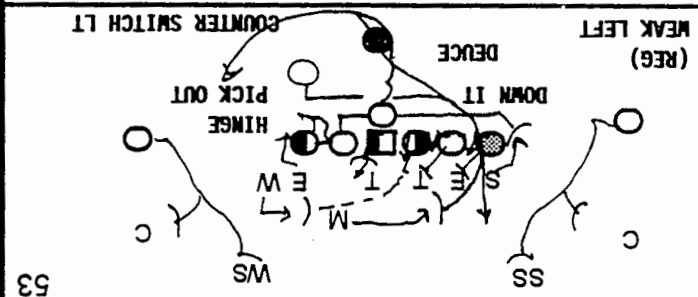 53
SS WS
C M C
S E T T E W
HINGE
DOWN IT PICK OUT
(REG) DEUCE
WEAK LEFT COUNTER SWITCH LT